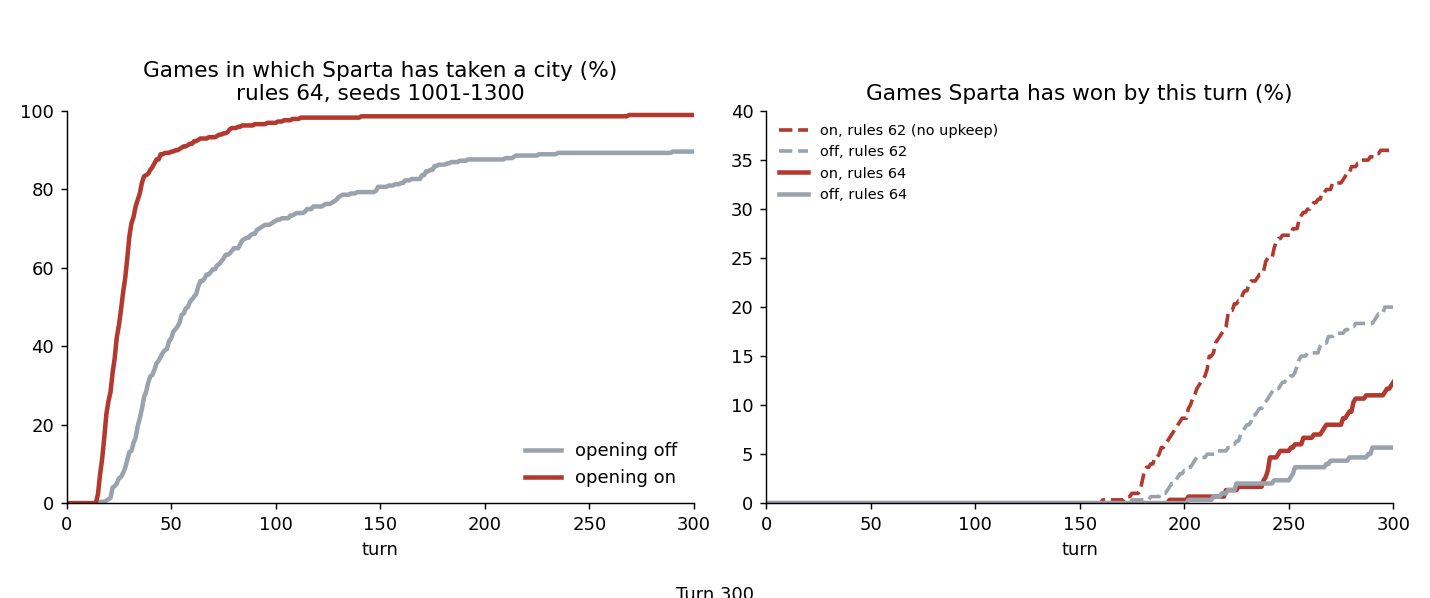 Games in which Sparta has taken a city (%)
rules 64, seeds 1001-1300
100
80
60
40
20
0
0 50 100 150 200 250 300
turn
opening off
opening on
Games Sparta has won by this turn (%)
40
35
30
25
20
15
10
5
0
0 50 100 150 200 250 300
turn
on, rules 62 (no upkeep)
off, rules 62
on, rules 64
off, rules 64
Turn 300